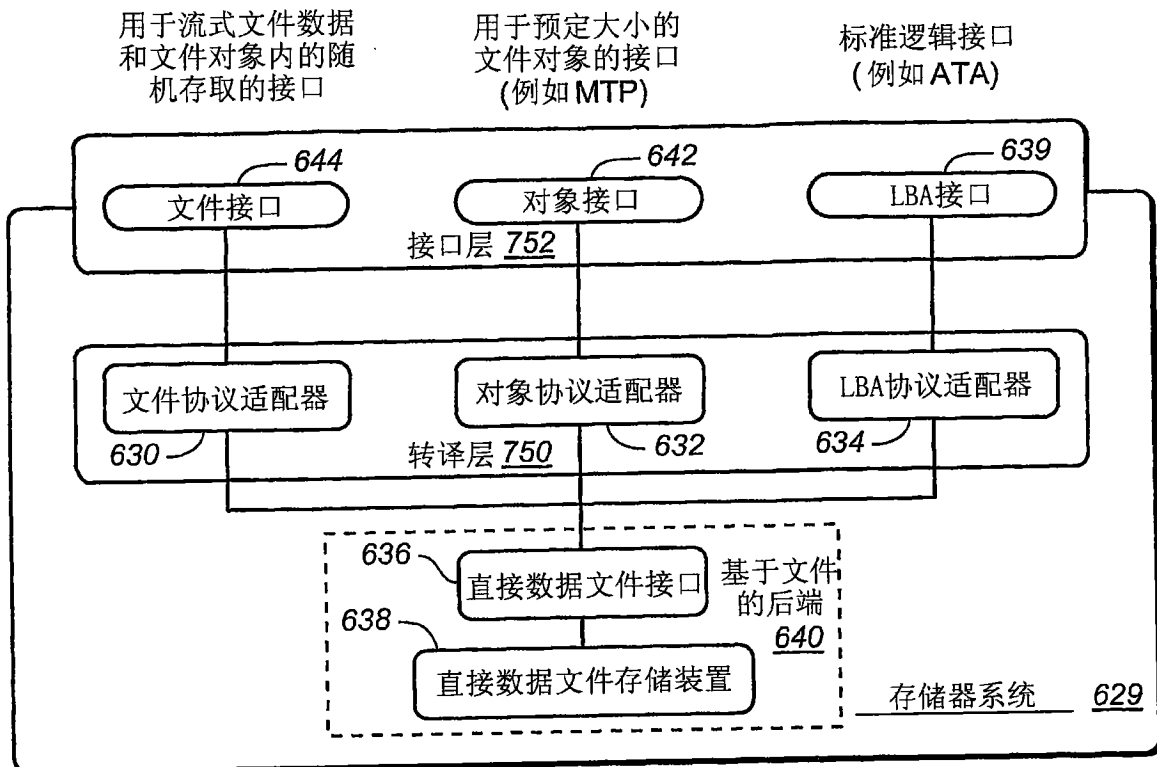 用于流式文件数据
和文件对象内的随
机存取的接口
用于预定大小的
文件对象的接口
(例如MTP)
标准逻辑接口
(例如ATA)
644
642
639
文件接口
对象接口
LBA接口
接口层 752
文件协议适配器
对象协议适配器
LBA协议适配器
630
632
634
转译层 750
636
直接数据文件接口
基于文件
的后端
640
638
直接数据文件存储装置
存储器系统 629